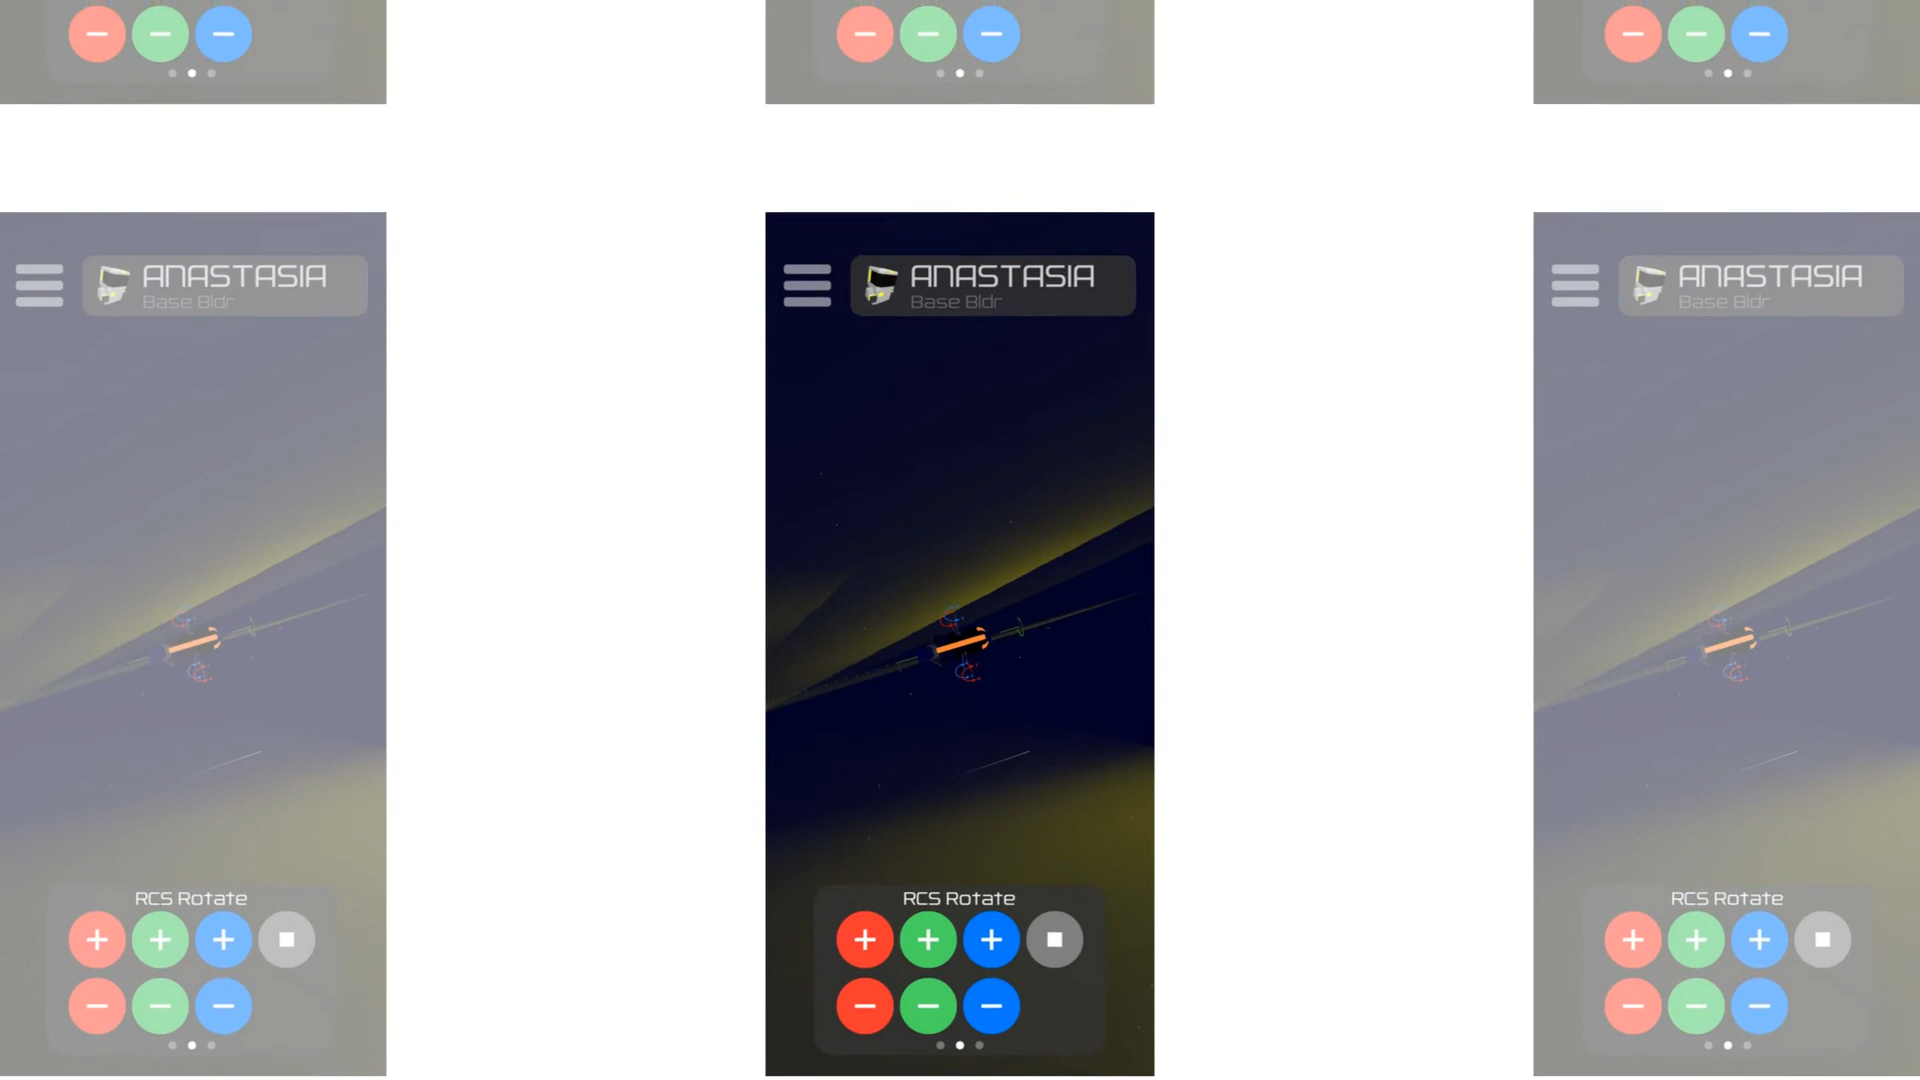 ANASTASIA
Base Bldr
ANASTASIA
Base Bldr
ANASTASIA
Base Bldr
RCS Rotate
RCS Rotate
RCS Rotate